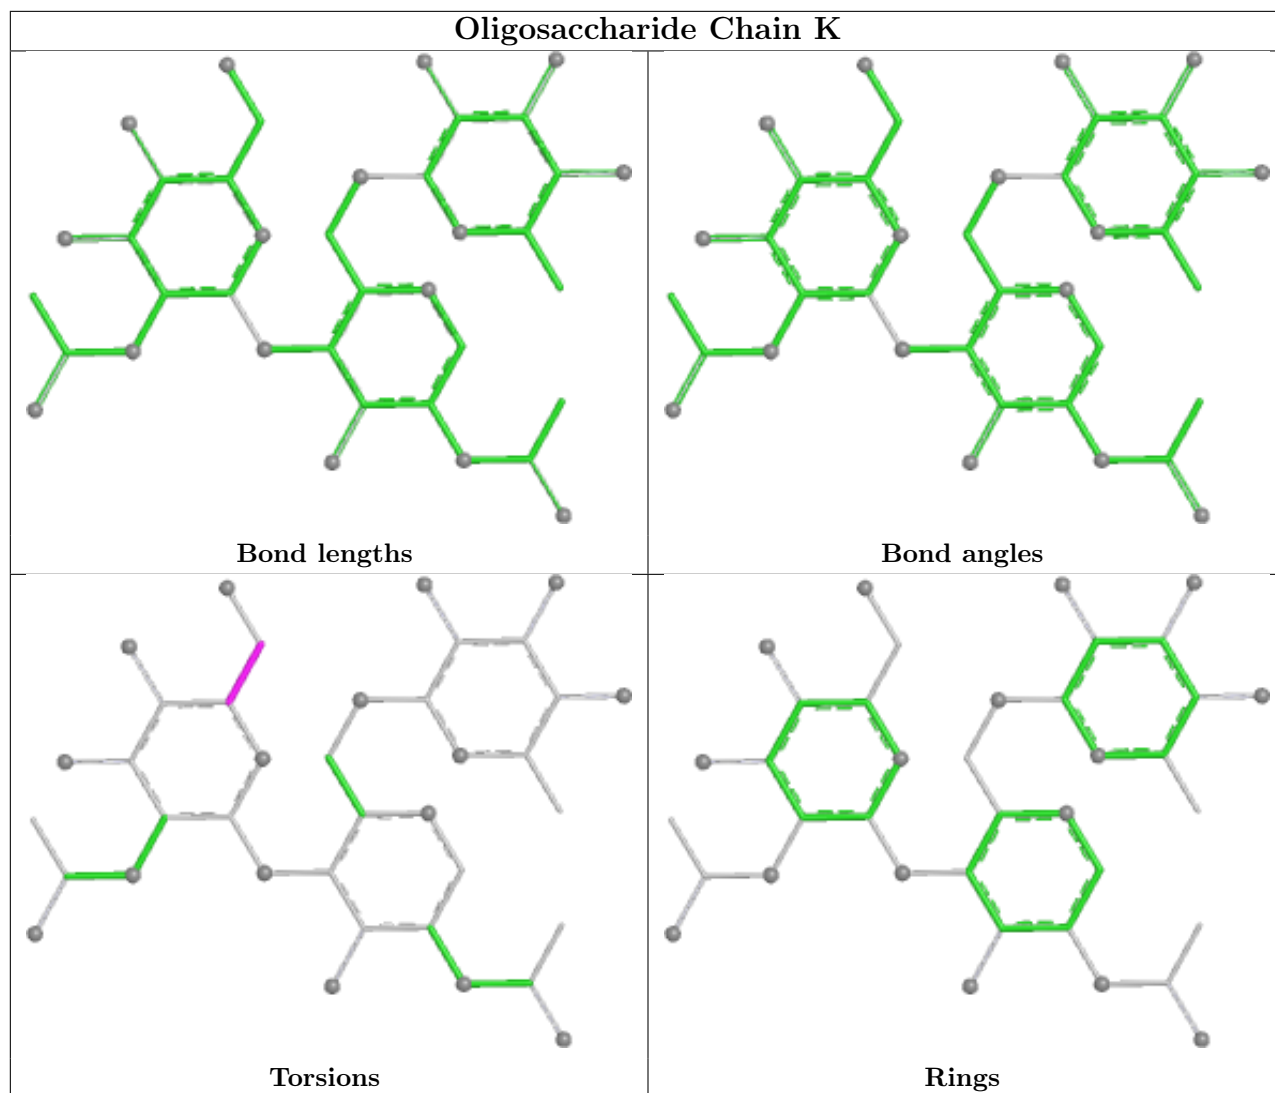 Oligosaccharide Chain K
Bond lengths
Bond angles
Torsions
Rings